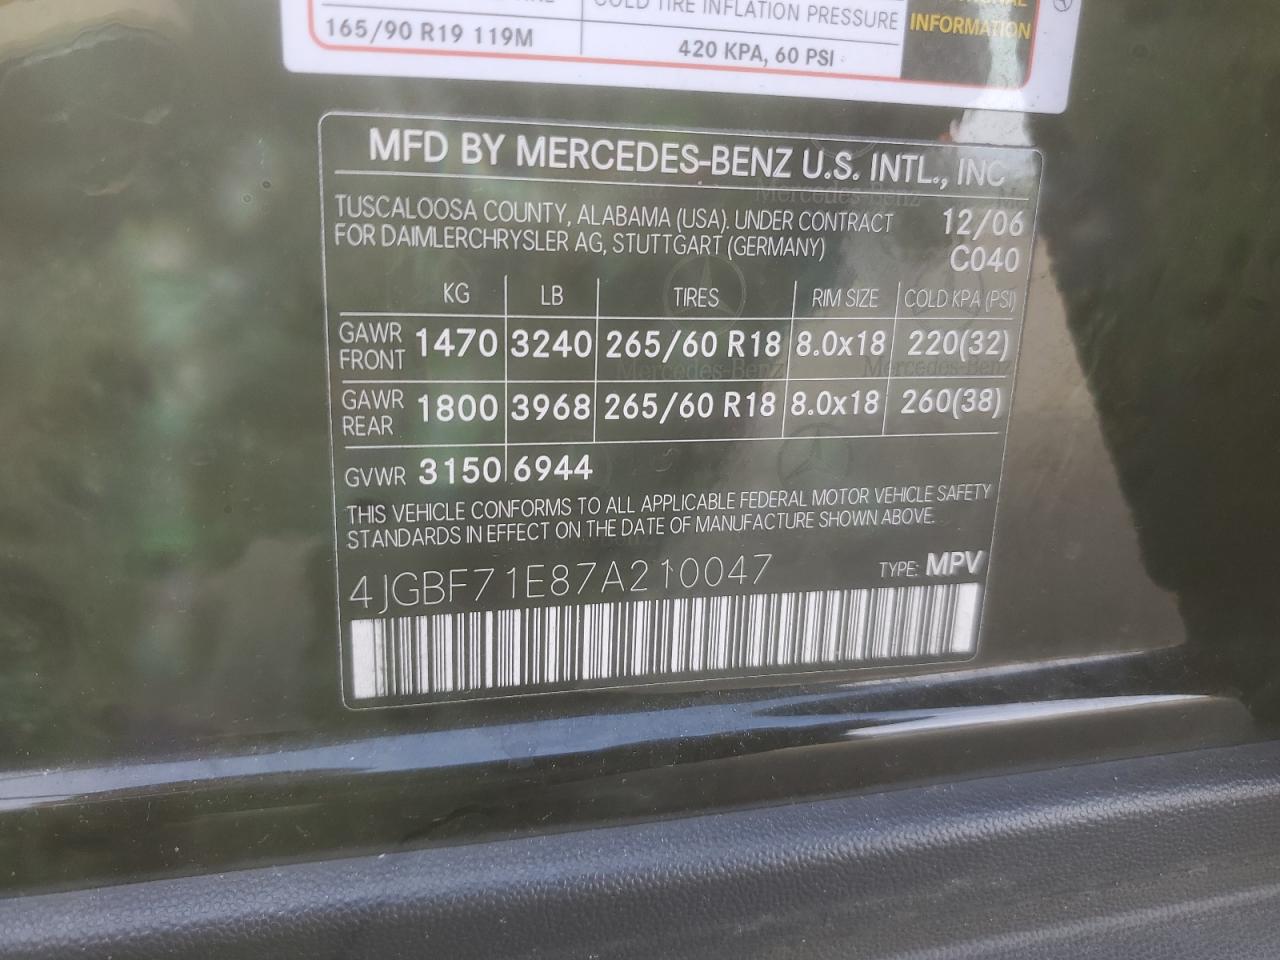 COLD TIRE INFLATION PRESSURE
INFORMATION
165/90 R19 119M
420 KPA, 60 PSI
MFD BY MERCEDES-BENZ U.S. INTL., INC
TUSCALOOSA COUNTY, ALABAMA (USA). UNDER CONTRACT 12/06
FOR DAIMLERCHRYSLER AG, STUTTGART (GERMANY) C040
KG LB TIRES RIM SIZE COLD KPA (PSI)
GAWR FRONT 1470 3240 265/60 R18 8.0x18 220(32)
GAWR REAR 1800 3968 265/60 R18 8.0x18 260(38)
GVWR 3150 6944
THIS VEHICLE CONFORMS TO ALL APPLICABLE FEDERAL MOTOR VEHICLE SAFETY
STANDARDS IN EFFECT ON THE DATE OF MANUFACTURE SHOWN ABOVE.
4JGBF71E87A210047 TYPE: MPV